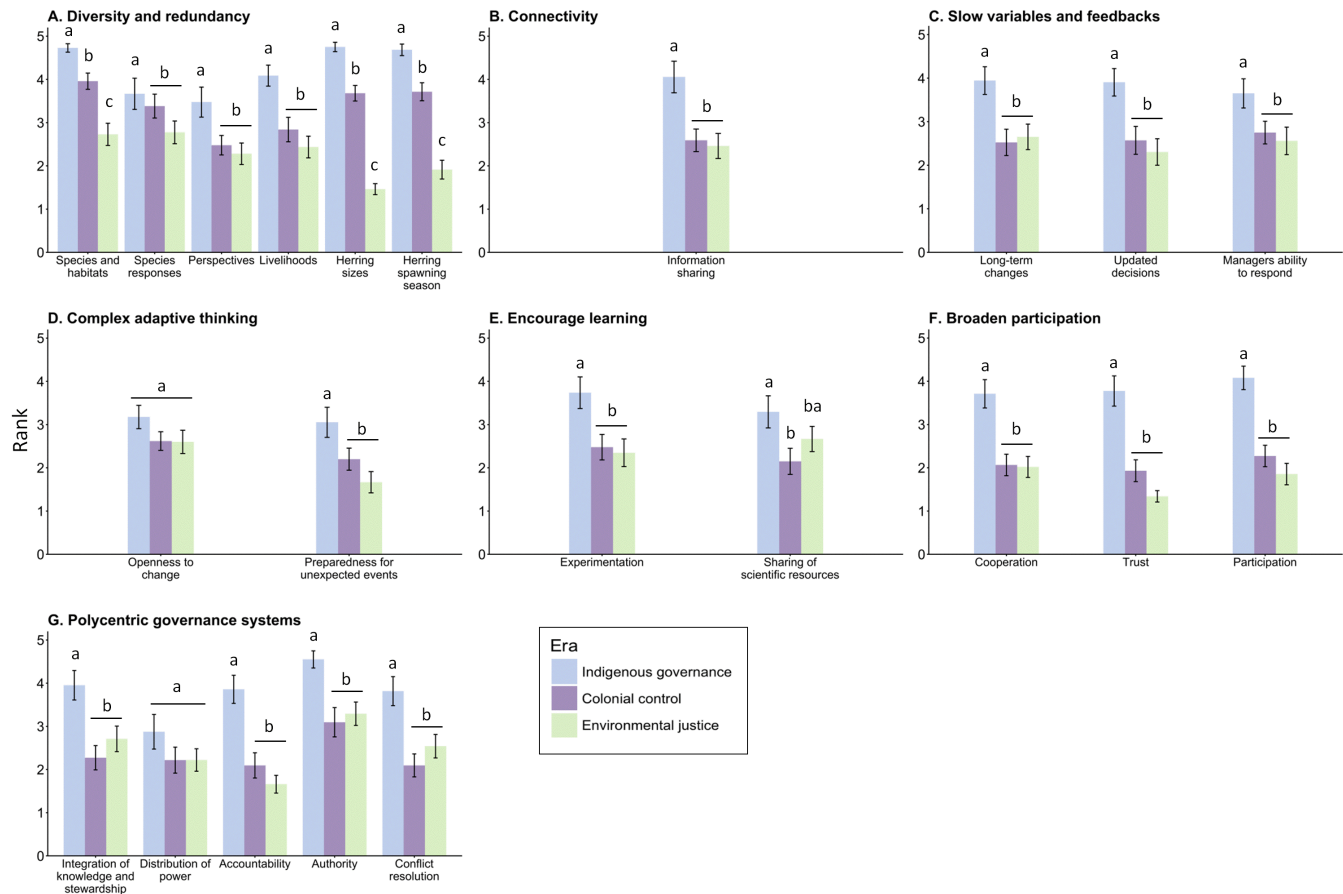 A. Diversity and redundancy
5
4
3
2
1
0
a
b
c
a
b
a
b
a
b
a
b
c
a
b
c
Species and
habitats
Species
responses
Perspectives
Livelihoods
Herring
sizes
Herring
spawning
season
B. Connectivity
5
4
3
2
1
0
a
b
Information
sharing
C. Slow variables and feedbacks
5
4
3
2
1
0
a
b
a
b
a
b
Long-term
changes
Updated
decisions
Managers ability
to respond
Rank
D. Complex adaptive thinking
5
4
3
2
1
0
a
a
b
Openness to
change
Preparedness for
unexpected events
E. Encourage learning
5
4
3
2
1
0
a
b
a
b
ba
Experimentation
Sharing of
scientific resources
F. Broaden participation
5
4
3
2
1
0
a
b
a
b
a
b
Cooperation
Trust
Participation
G. Polycentric governance systems
5
4
3
2
1
0
a
b
a
a
b
a
b
a
b
Integration of
knowledge and
stewardship
Distribution of
power
Accountability
Authority
Conflict
resolution
Era
Indigenous governance
Colonial control
Environmental justice